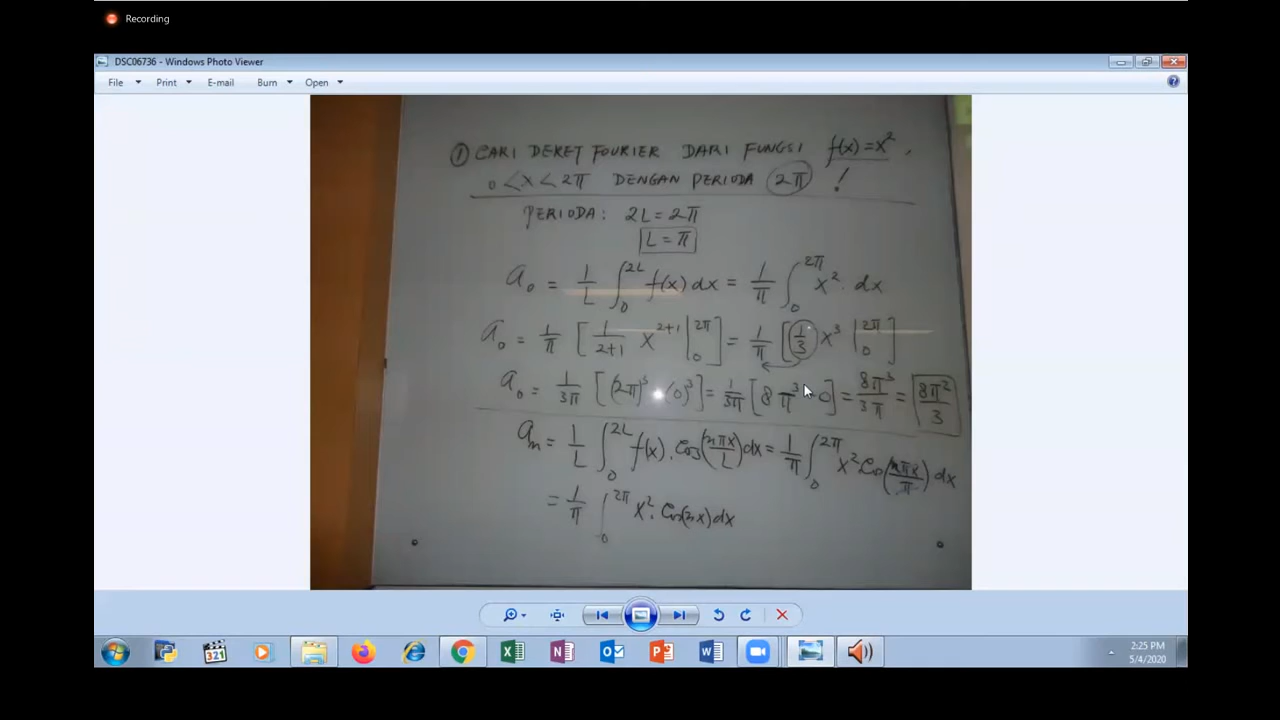 Recording
DSC06736 - Windows Photo Viewer
File Print E-mail Burn Open
① CARI DERET FOURIER DARI FUNGSI f(x)=x²,
0<x<2π DENGAN PERIODA 2π !
PERIODA: 2L=2π
L=π
a₀ = 1/L ∫₀^2L f(x) dx = 1/π ∫₀^2π x². dx
a₀ = 1/π [1/(2+1) x^(2+1) |₀^2π] = 1/π [1/3 x³ |₀^2π]
a₀ = 1/3π [(2π)³ - (0)³] = 1/3π [8π³ - 0] = 8π³/3π = 8π²/3
aₙ = 1/L ∫₀^2L f(x). Cos(nπx/L) dx = 1/π ∫₀^2π x² Cos(nπx/π) dx
= 1/π ∫₀^2π x². Cos(nx) dx
2:25 PM
5/4/2020